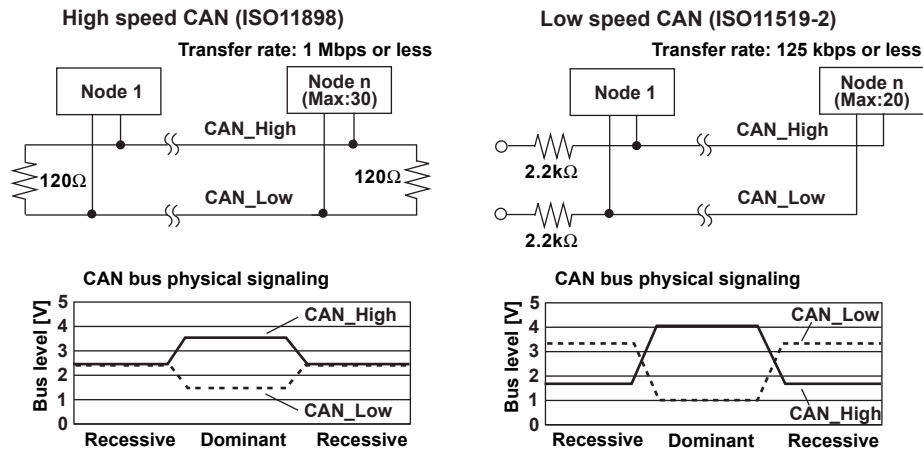 High speed CAN (ISO11898)
Transfer rate: 1 Mbps or less
Node 1
Node n
(Max:30)
CAN_High
120Ω
120Ω
CAN_Low
CAN bus physical signaling
Bus level [V]
5
4
3
2
1
0
CAN_High
CAN_Low
Recessive Dominant Recessive
Low speed CAN (ISO11519-2)
Transfer rate: 125 kbps or less
Node 1
Node n
(Max:20)
CAN_High
2.2kΩ
CAN_Low
2.2kΩ
CAN bus physical signaling
Bus level [V]
5
4
3
2
1
0
CAN_Low
CAN_High
Recessive Dominant Recessive